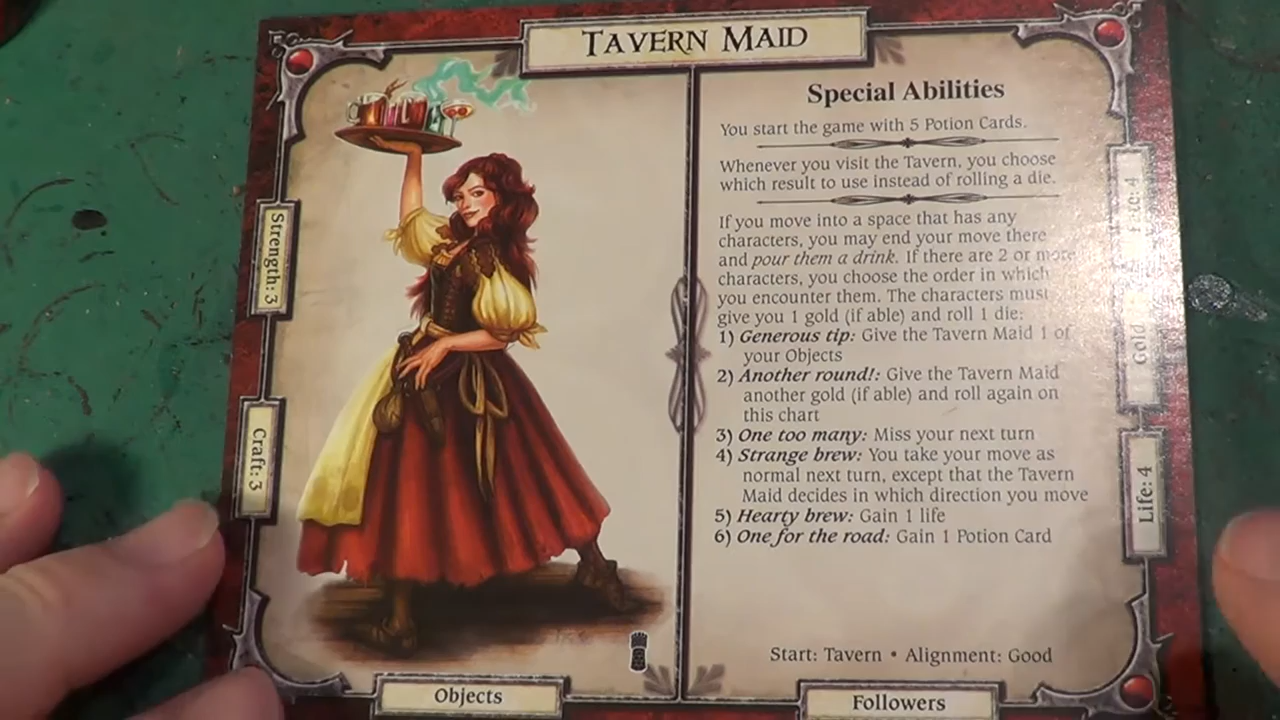 TAVERN MAID
Strength: 3
Craft: 3
Objects
Special Abilities
You start the game with 5 Potion Cards.
Whenever you visit the Tavern, you choose
which result to use instead of rolling a die.
If you move into a space that has any
characters, you may end your move there
and pour them a drink. If there are 2 or more
characters, you choose the order in which
you encounter them. The characters must
give you 1 gold (if able) and roll 1 die:
1) Generous tip: Give the Tavern Maid 1 of
your Objects
2) Another round!: Give the Tavern Maid
another gold (if able) and roll again on
this chart
3) One too many: Miss your next turn
4) Strange brew: You take your move as
normal next turn, except that the Tavern
Maid decides in which direction you move
5) Hearty brew: Gain 1 life
6) One for the road: Gain 1 Potion Card
Start: Tavern • Alignment: Good
Fate: 4
Gold
Life: 4
Followers